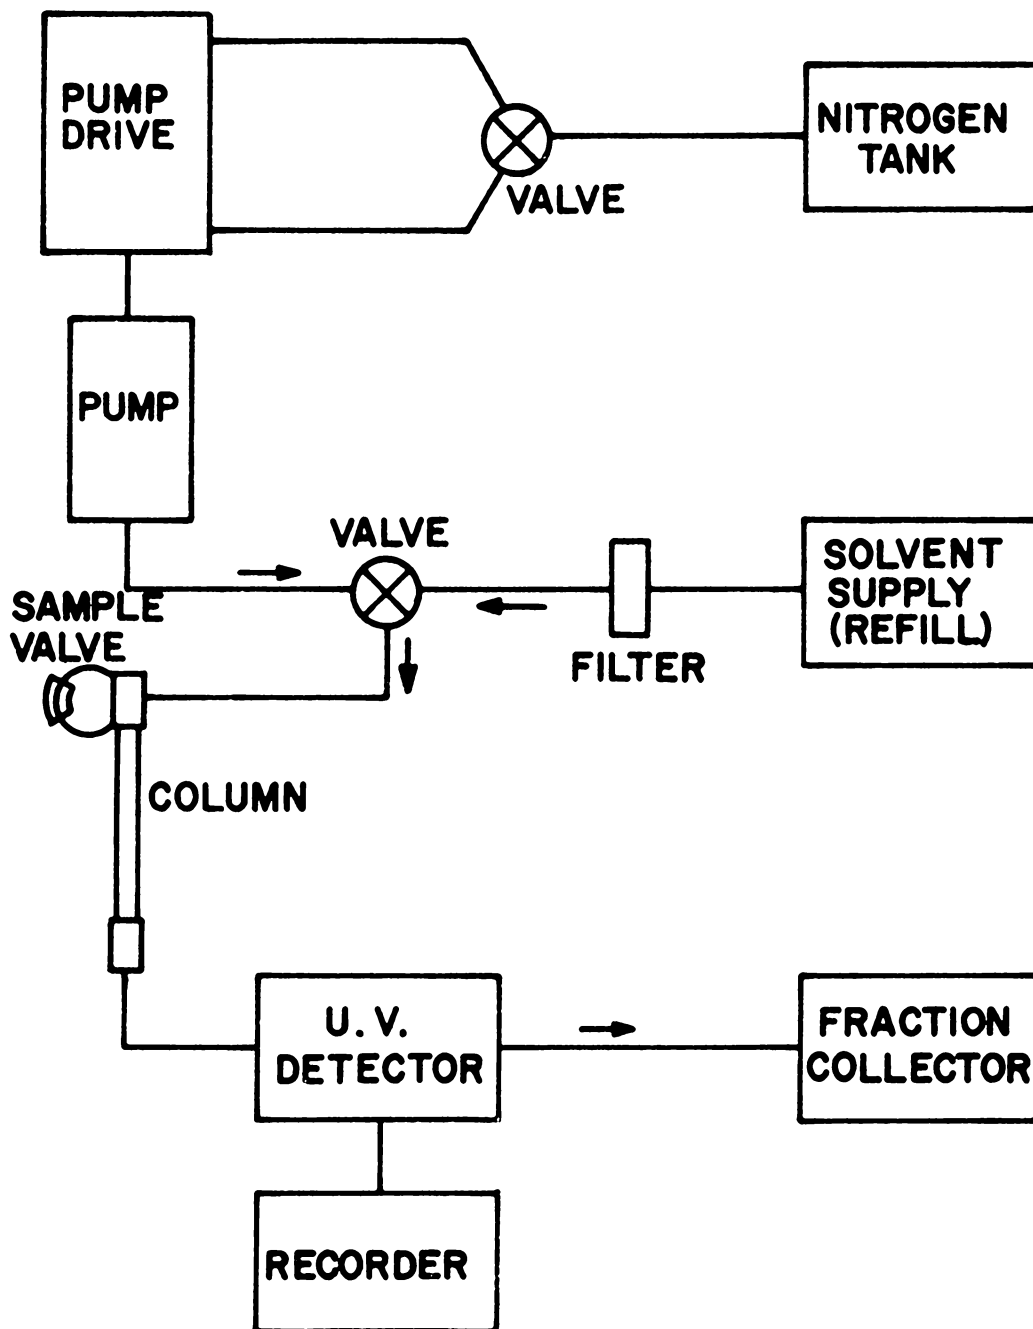 PUMP
DRIVE
NITROGEN
TANK
VALVE
PUMP
VALVE
SOLVENT
SUPPLY
(REFILL)
SAMPLE
VALVE
FILTER
COLUMN
U. V.
DETECTOR
FRACTION
COLLECTOR
RECORDER